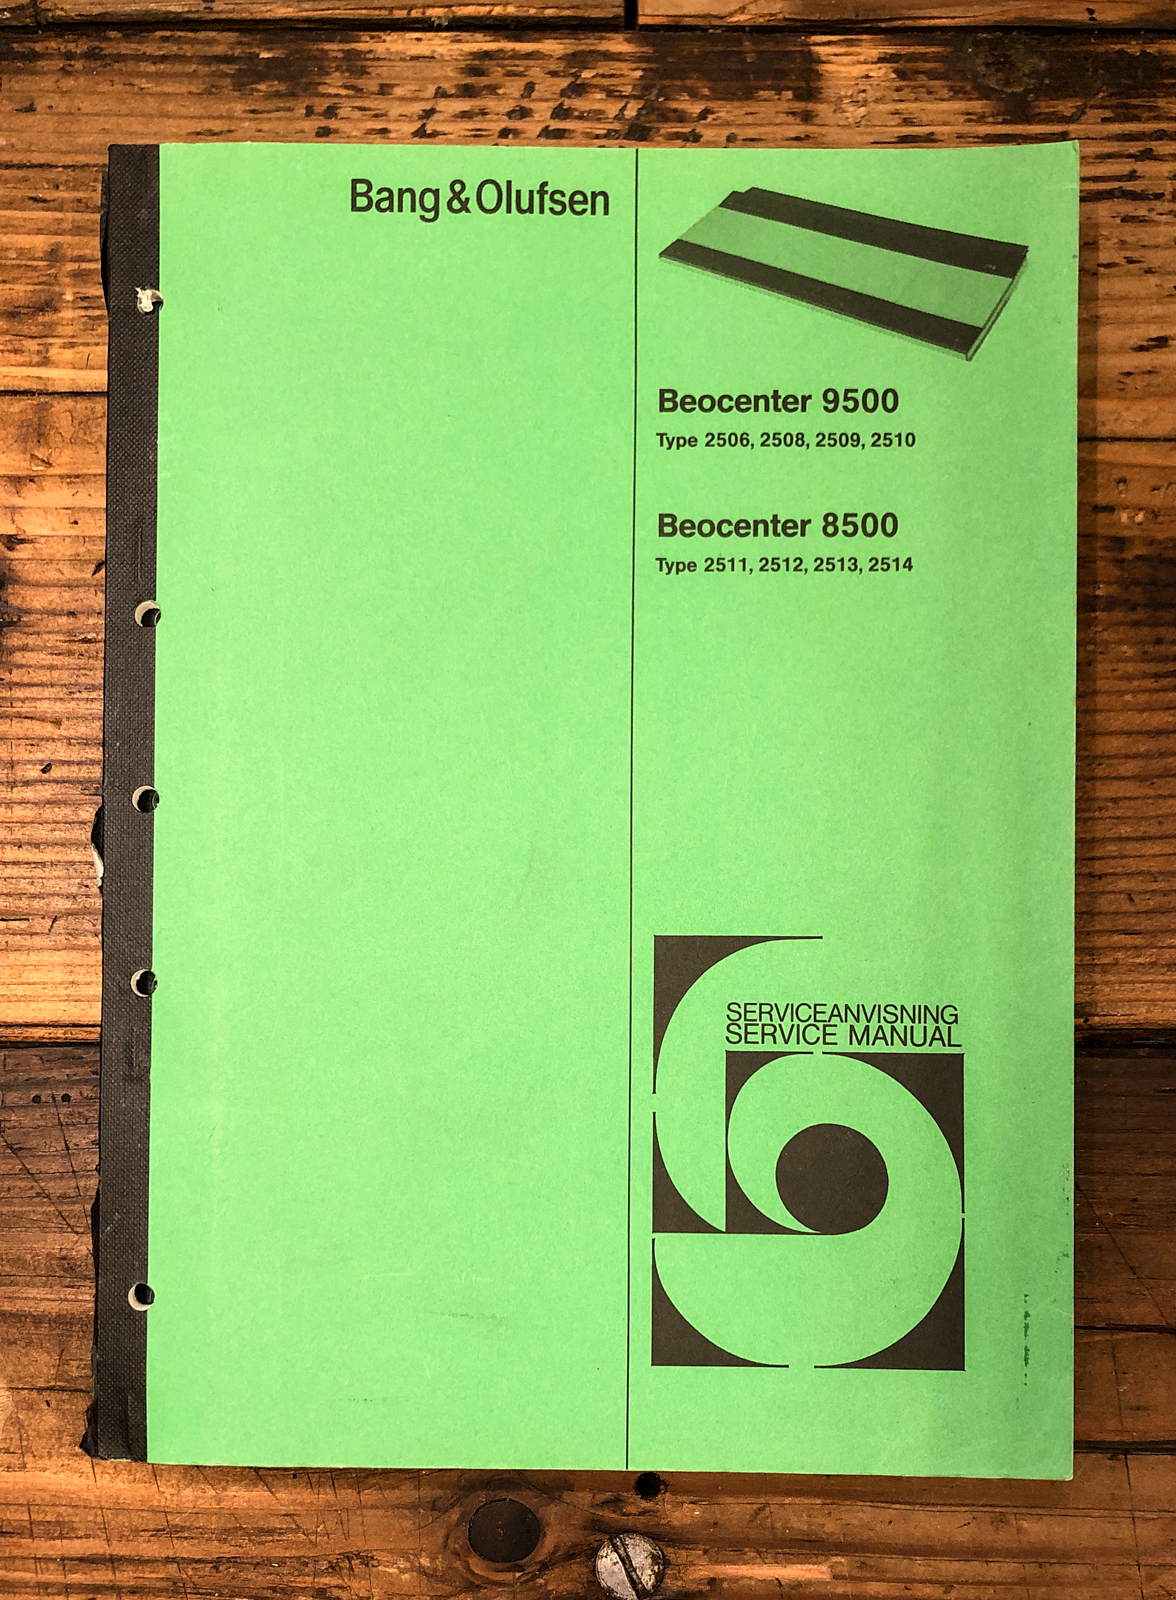 Bang & Olufsen
Beocenter 9500
Type 2506, 2508, 2509, 2510
Beocenter 8500
Type 2511, 2512, 2513, 2514
SERVICEANVISNING
SERVICE MANUAL